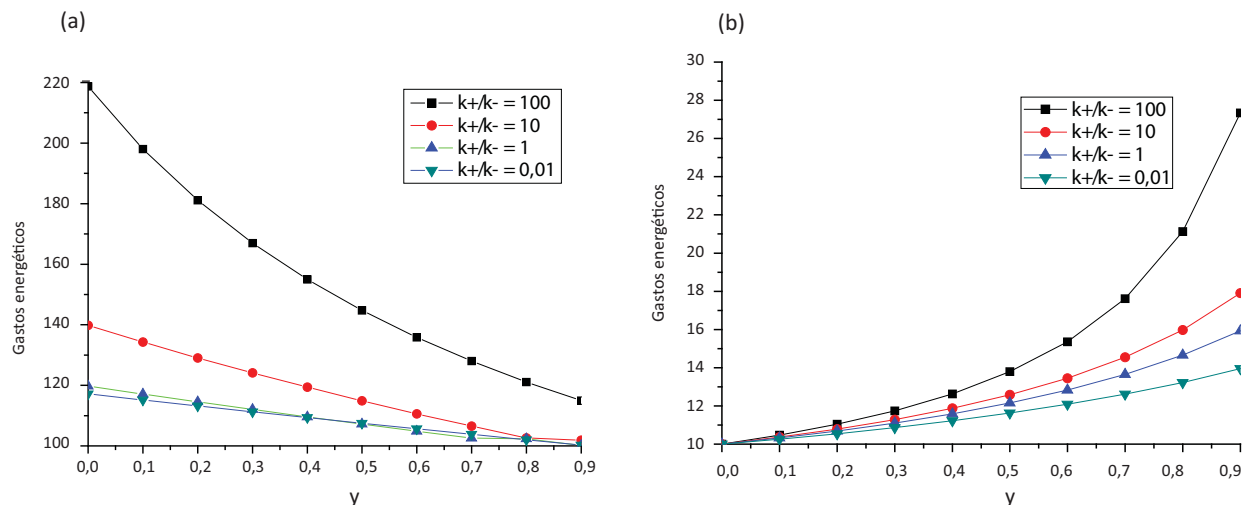 (a)
220
200
180
160
140
120
100
Gastos energéticos
k+/k- = 100
k+/k- = 10
k+/k- = 1
k+/k- = 0,01
0,0 0,1 0,2 0,3 0,4 0,5 0,6 0,7 0,8 0,9
y
(b)
30
28
26
24
22
20
18
16
14
12
10
Gastos energéticos
k+/k- = 100
k+/k- = 10
k+/k- = 1
k+/k- = 0,01
0,0 0,1 0,2 0,3 0,4 0,5 0,6 0,7 0,8 0,9
y